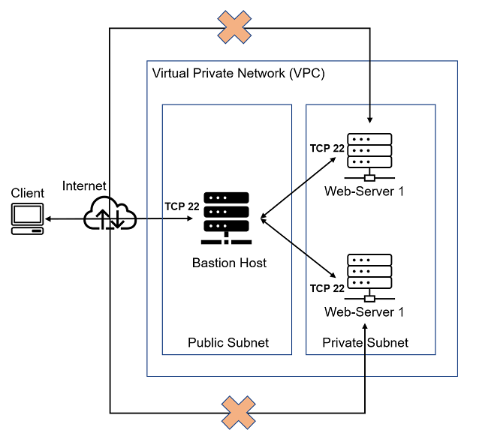 Virtual Private Network (VPC)
TCP 22
Web-Server 1
Internet
Client
TCP 22
Bastion Host
TCP 22
Web-Server 1
Public Subnet
Private Subnet